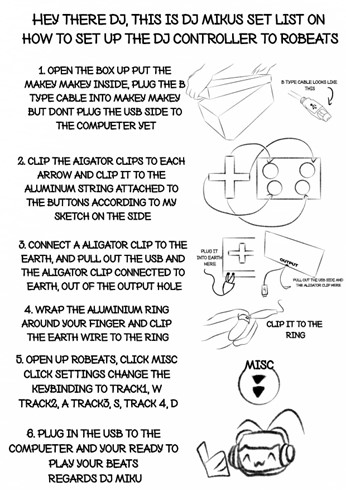 HEY THERE DJ, THIS IS DJ MIKUS SET LIST ON
HOW TO SET UP THE DJ CONTROLLER TO ROBEATS
1. OPEN THE BOX UP PUT THE
MAKEY MAKEY INSIDE, PLUG THE B
TYPE CABLE INTO MAKEY MAKEY
BUT DONT PLUG THE USB SIDE TO
THE COMPUETER YET
B TYPE CABLE LOOKS LIKE
THIS
2. CLIP THE AIGATOR CLIPS TO EACH
ARROW AND CLIP IT TO THE
ALUMINUM STRING ATTACHED TO
THE BUTTONS ACCORDING TO MY
SKETCH ON THE SIDE
3. CONNECT A ALIGATOR CLIP TO THE
EARTH, AND PULL OUT THE USB AND
THE ALIGATOR CLIP CONNECTED TO
EARTH, OUT OF THE OUTPUT HOLE
PLUG IT
INTO EARTH
HERE
OUTPUT
PULL OUT THE USB SIDE AND
THE ALIGATOR CLIP HERE
4. WRAP THE ALUMINIUM RING
AROUND YOUR FINGER AND CLIP
THE EARTH WIRE TO THE RING
CLIP IT TO THE
RING
5. OPEN UP ROBEATS, CLICK MISC
CLICK SETTINGS CHANGE THE
KEYBINDING TO TRACK1, W
TRACK2, A TRACK3, S, TRACK 4, D
MISC
6. PLUG IN THE USB TO THE
COMPUETER AND YOUR READY TO
PLAY YOUR BEATS
REGARDS DJ MIKU